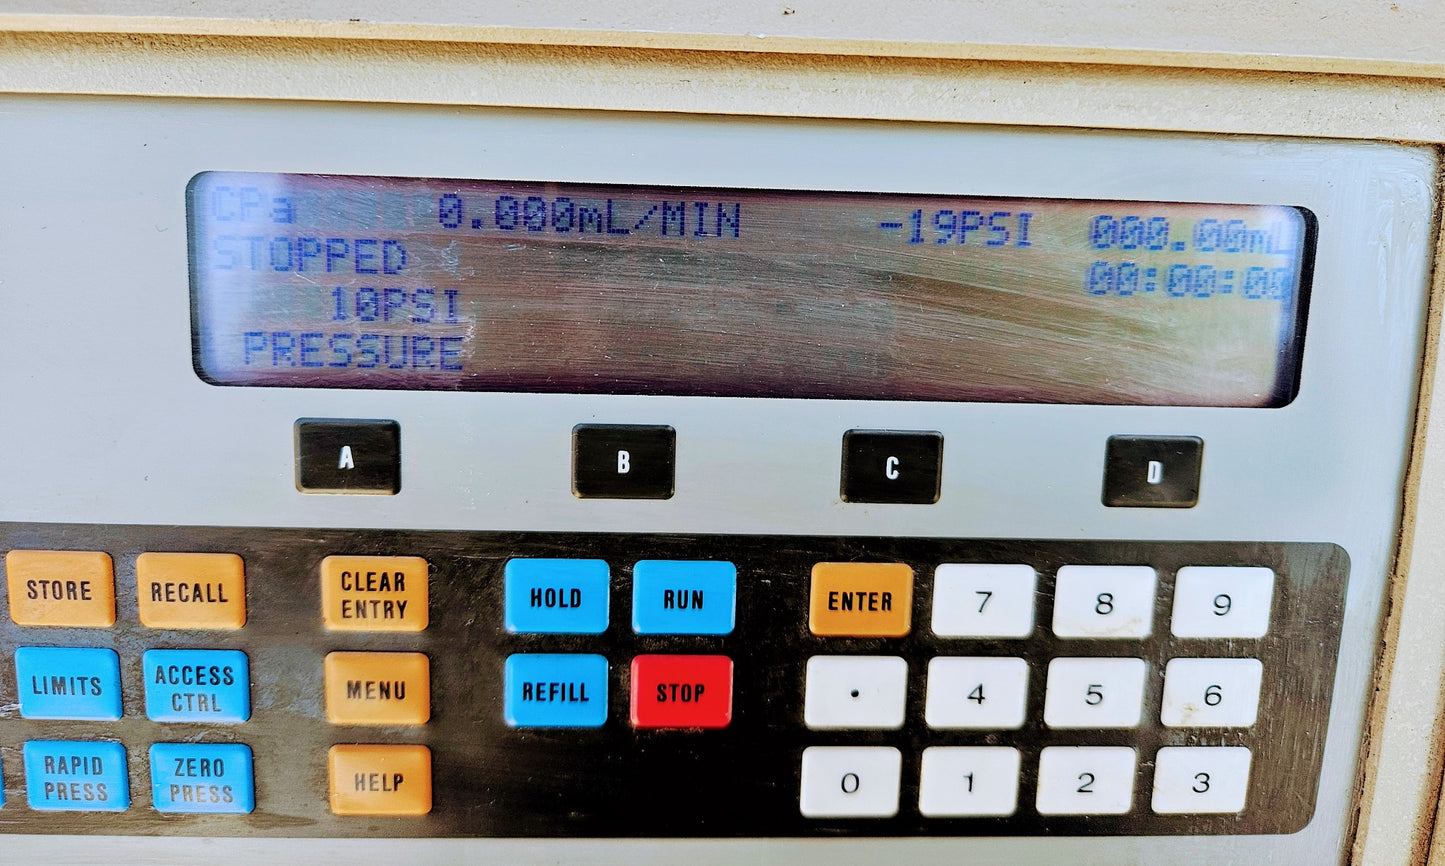 CPa 0.000mL/MIN -19PSI 000.00mL
STOPPED 00:00:00
10PSI
PRESSURE
A B C D
STORE RECALL CLEAR ENTRY HOLD RUN ENTER 7 8 9
LIMITS ACCESS CTRL MENU REFILL STOP . 4 5 6
RAPID PRESS ZERO PRESS HELP 0 1 2 3